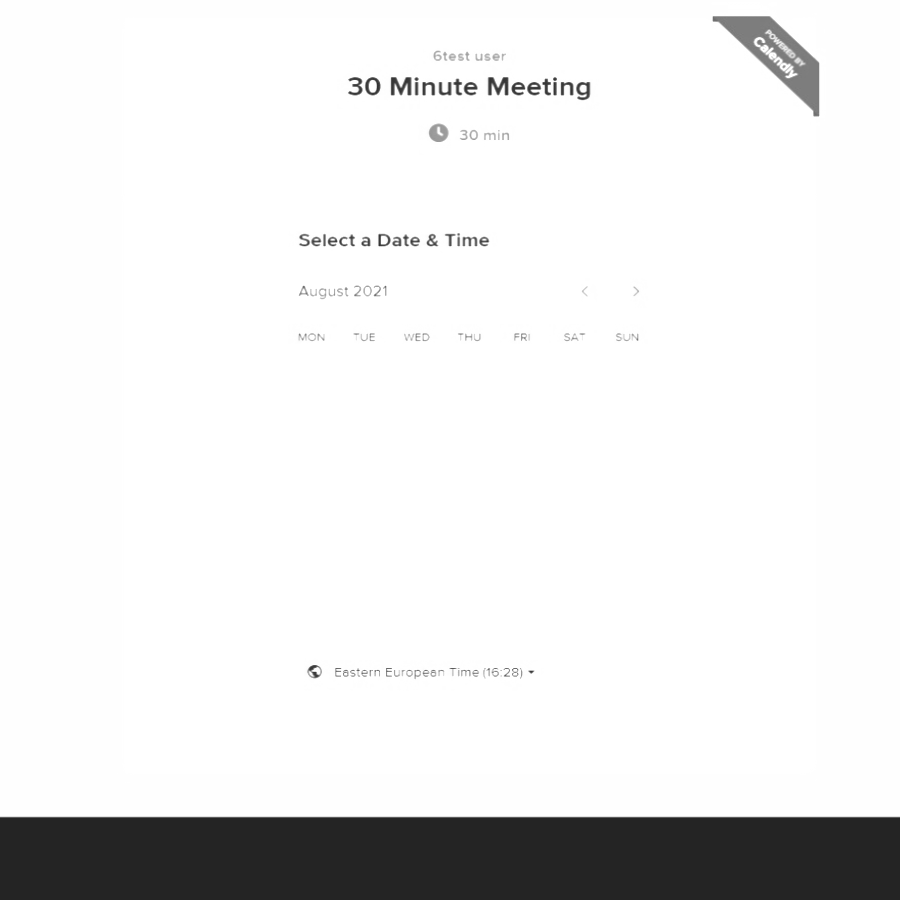 POWERED BY
Calendly
6test user
30 Minute Meeting
30 min
Select a Date & Time
August 2021
MON TUE WED THU FRI SAT SUN
Eastern European Time (16:28)